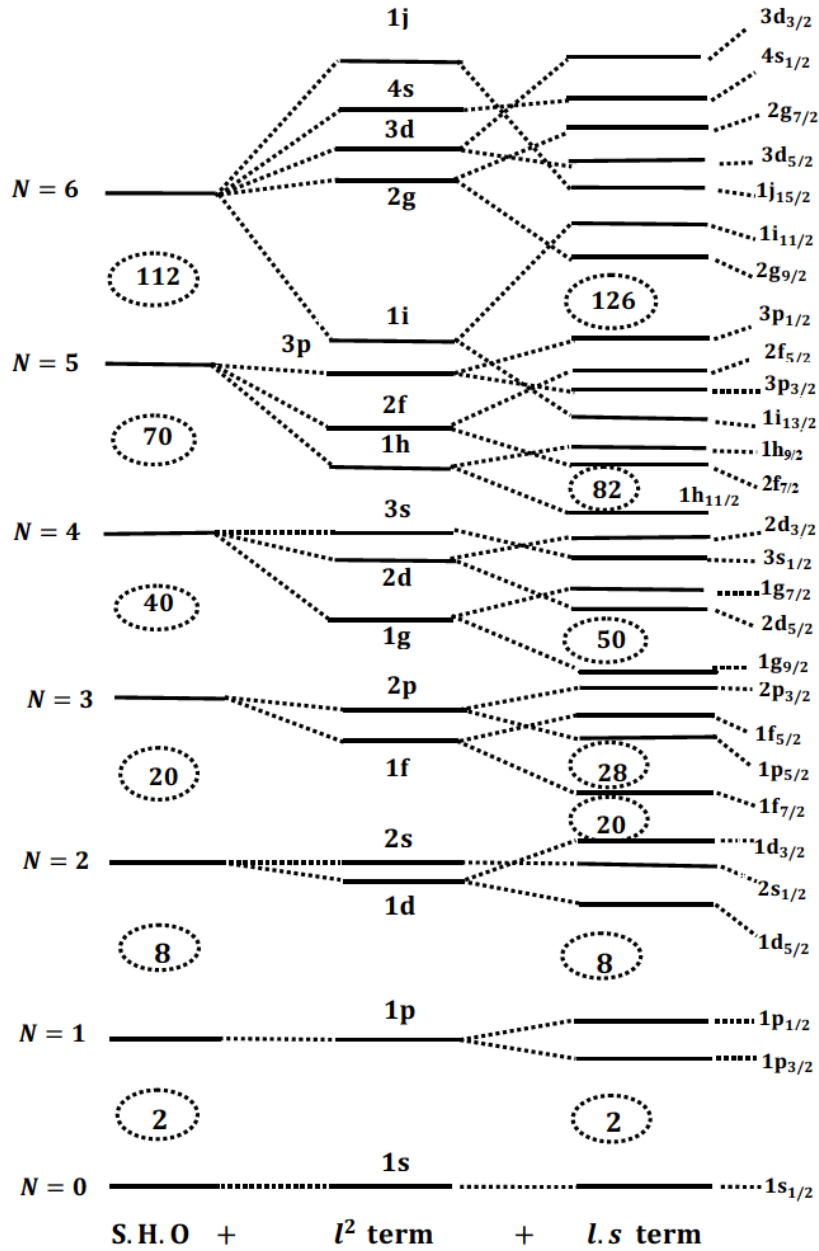 1j
3d₃/₂
4s₁/₂
4s
2g₇/₂
3d
3d₅/₂
N = 6
2g
1j₁₅/₂
1i₁₁/₂
112
2g₉/₂
126
1i
3p₁/₂
3p
2f₅/₂
N = 5
3p₃/₂
2f
1i₁₃/₂
70
1h
1h₉/₂
82
2f₇/₂
1h₁₁/₂
3s
2d₃/₂
N = 4
3s₁/₂
2d
1g₇/₂
40
2d₅/₂
1g
50
1g₉/₂
2p
2p₃/₂
N = 3
1f₅/₂
1f
20
28
1p₅/₂
1f₇/₂
20
2s
1d₃/₂
N = 2
2s₁/₂
1d
8
8
1d₅/₂
1p
1p₁/₂
N = 1
1p₃/₂
2
2
1s
N = 0
1s₁/₂
S. H. O + l² term + l. s term